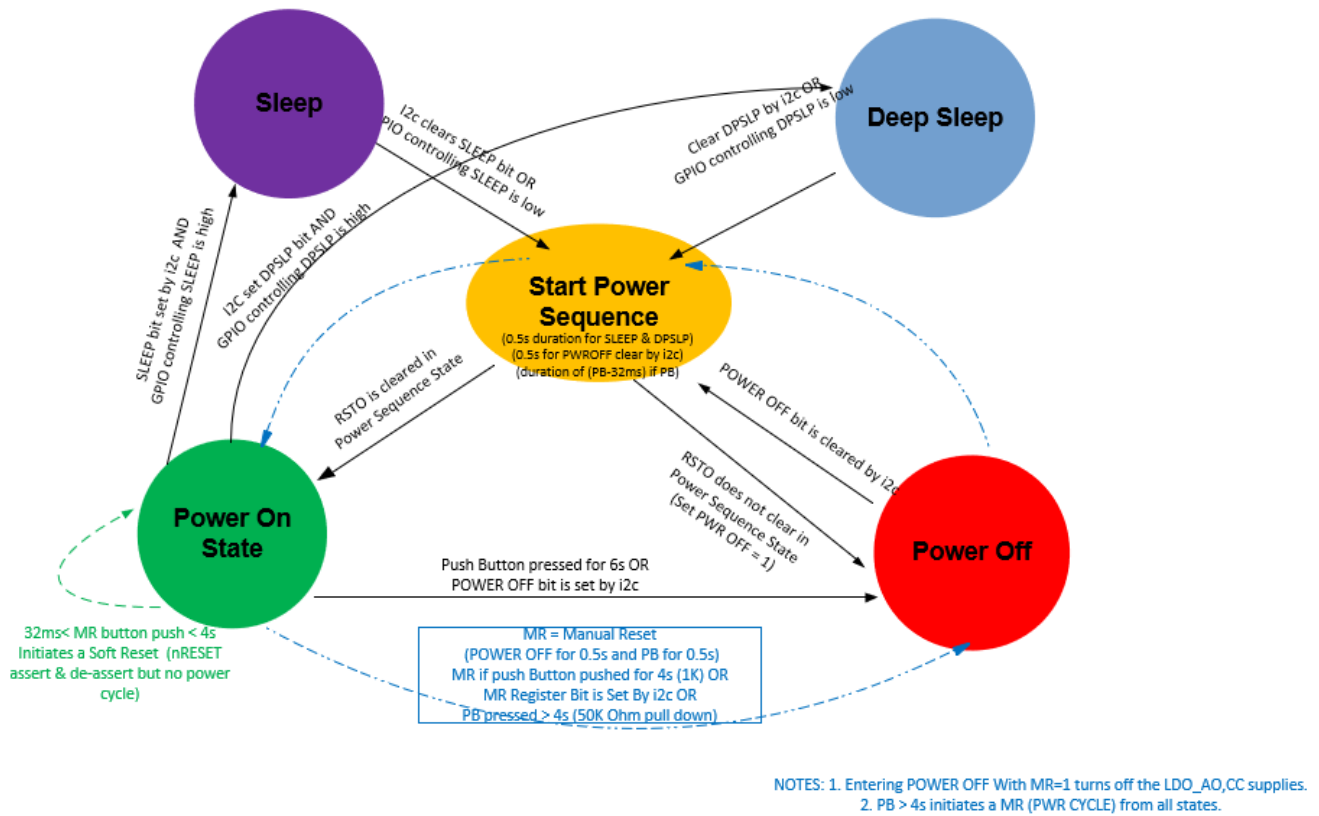 Sleep
Deep Sleep
I2c clears SLEEP bit OR
PIO controlling SLEEP is low
Clear DPSLP by i2c OR
GPIO controlling DPSLP is low
SLEEP bit set by i2c AND
GPIO controlling SLEEP is high
I2C set DPSLP bit AND
GPIO controlling DPSLP is high
Start Power
Sequence
(0.5s duration for SLEEP & DPSLP)
(0.5s for PWROFF clear by i2c)
(duration of (PB-32ms) if PB)
RSTO is cleared in
Power Sequence State
POWER OFF bit is cleared by i2c
RSTO does not clear in
Power Sequence State
(Set PWR OFF = 1)
Power On
State
Power Off
Push Button pressed for 6s OR
POWER OFF bit is set by i2c
32ms< MR button push < 4s
Initiates a Soft Reset (nRESET
assert & de-assert but no power
cycle)
MR = Manual Reset
(POWER OFF for 0.5s and PB for 0.5s)
MR if push Button pushed for 4s (1K) OR
MR Register Bit is Set By i2c OR
PB pressed > 4s (50K Ohm pull down)
NOTES: 1. Entering POWER OFF With MR=1 turns off the LDO_AO,CC supplies.
2. PB > 4s initiates a MR (PWR CYCLE) from all states.